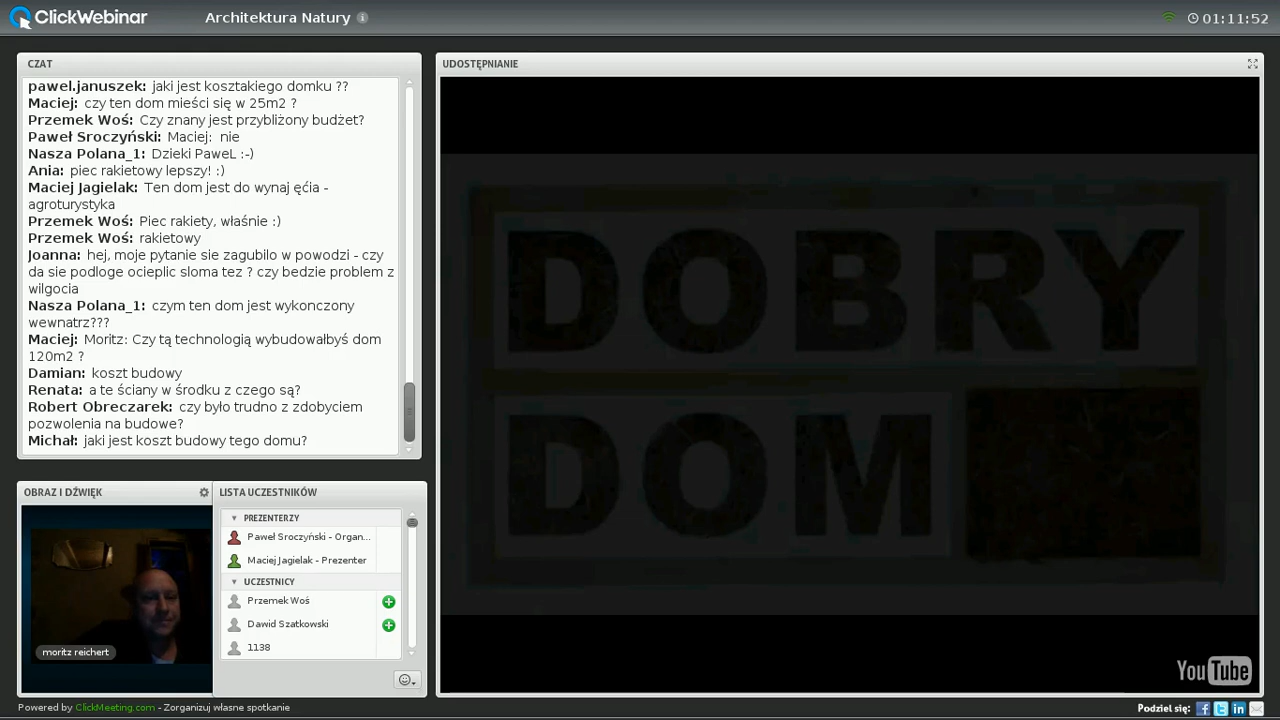 ClickWebinar
Architektura Natury
01:11:52
CZAT
pawel.januszek: jaki jest kosztakiego domku ??
Maciej: czy ten dom mieści się w 25m2 ?
Przemek Woś: Czy znany jest przybliżony budżet?
Paweł Sroczyński: Maciej: nie
Nasza Polana_1: Dzieki PaweL :-)
Ania: piec rakietowy lepszy! :)
Maciej Jagielak: Ten dom jest do wynaj ęćia -
agroturystyka
Przemek Woś: Piec rakiety, właśnie :)
Przemek Woś: rakietowy
Joanna: hej, moje pytanie sie zagubilo w powodzi - czy
da sie podloge ocieplic sloma tez ? czy bedzie problem z
wilgocia
Nasza Polana_1: czym ten dom jest wykonczony
wewnatrz???
Maciej: Moritz: Czy tą technologią wybudowałbyś dom
120m2 ?
Damian: koszt budowy
Renata: a te ściany w środku z czego są?
Robert Obreczarek: czy było trudno z zdobyciem
pozwolenia na budowe?
Michał: jaki jest koszt budowy tego domu?
UDOSTĘPNIANIE
DOBRY
DOM
YouTube
OBRAZ I DŹWIĘK
moritz reichert
LISTA UCZESTNIKÓW
PREZENTERZY
Paweł Sroczyński - Organ...
Maciej Jagielak - Prezenter
UCZESTNICY
Przemek Woś
Dawid Szatkowski
1138
Powered by ClickMeeting.com - Zorganizuj własne spotkanie
Podziel się: